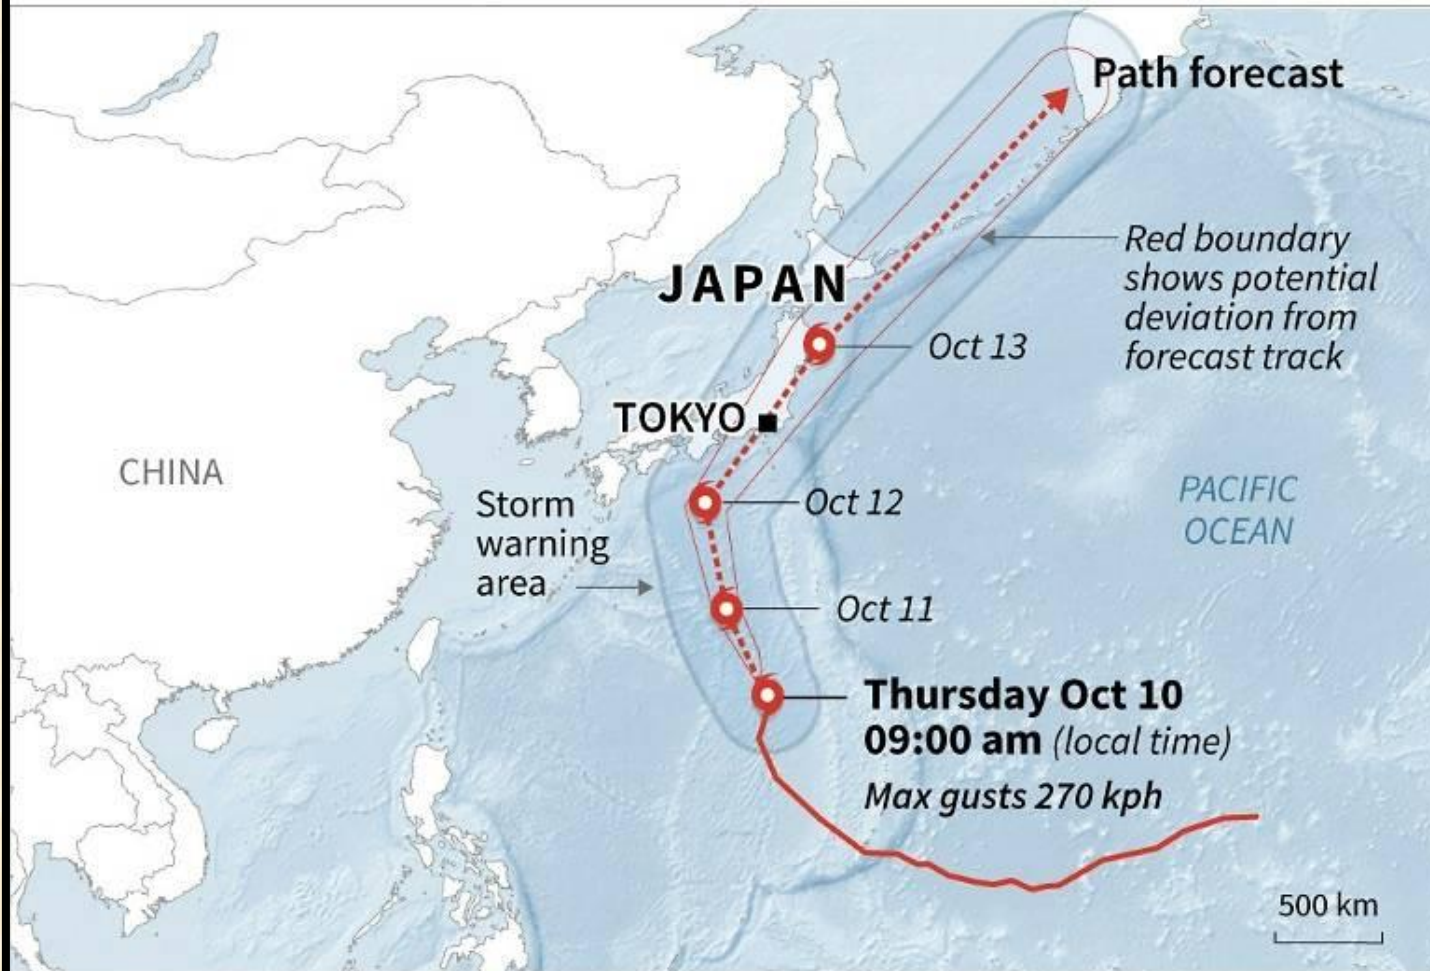 Path forecast
Red boundary
shows potential
deviation from
forecast track
JAPAN
Oct 13
TOKYO
CHINA
PACIFIC
OCEAN
Storm
warning
area
Oct 12
Oct 11
Thursday Oct 10
09:00 am (local time)
Max gusts 270 kph
500 km